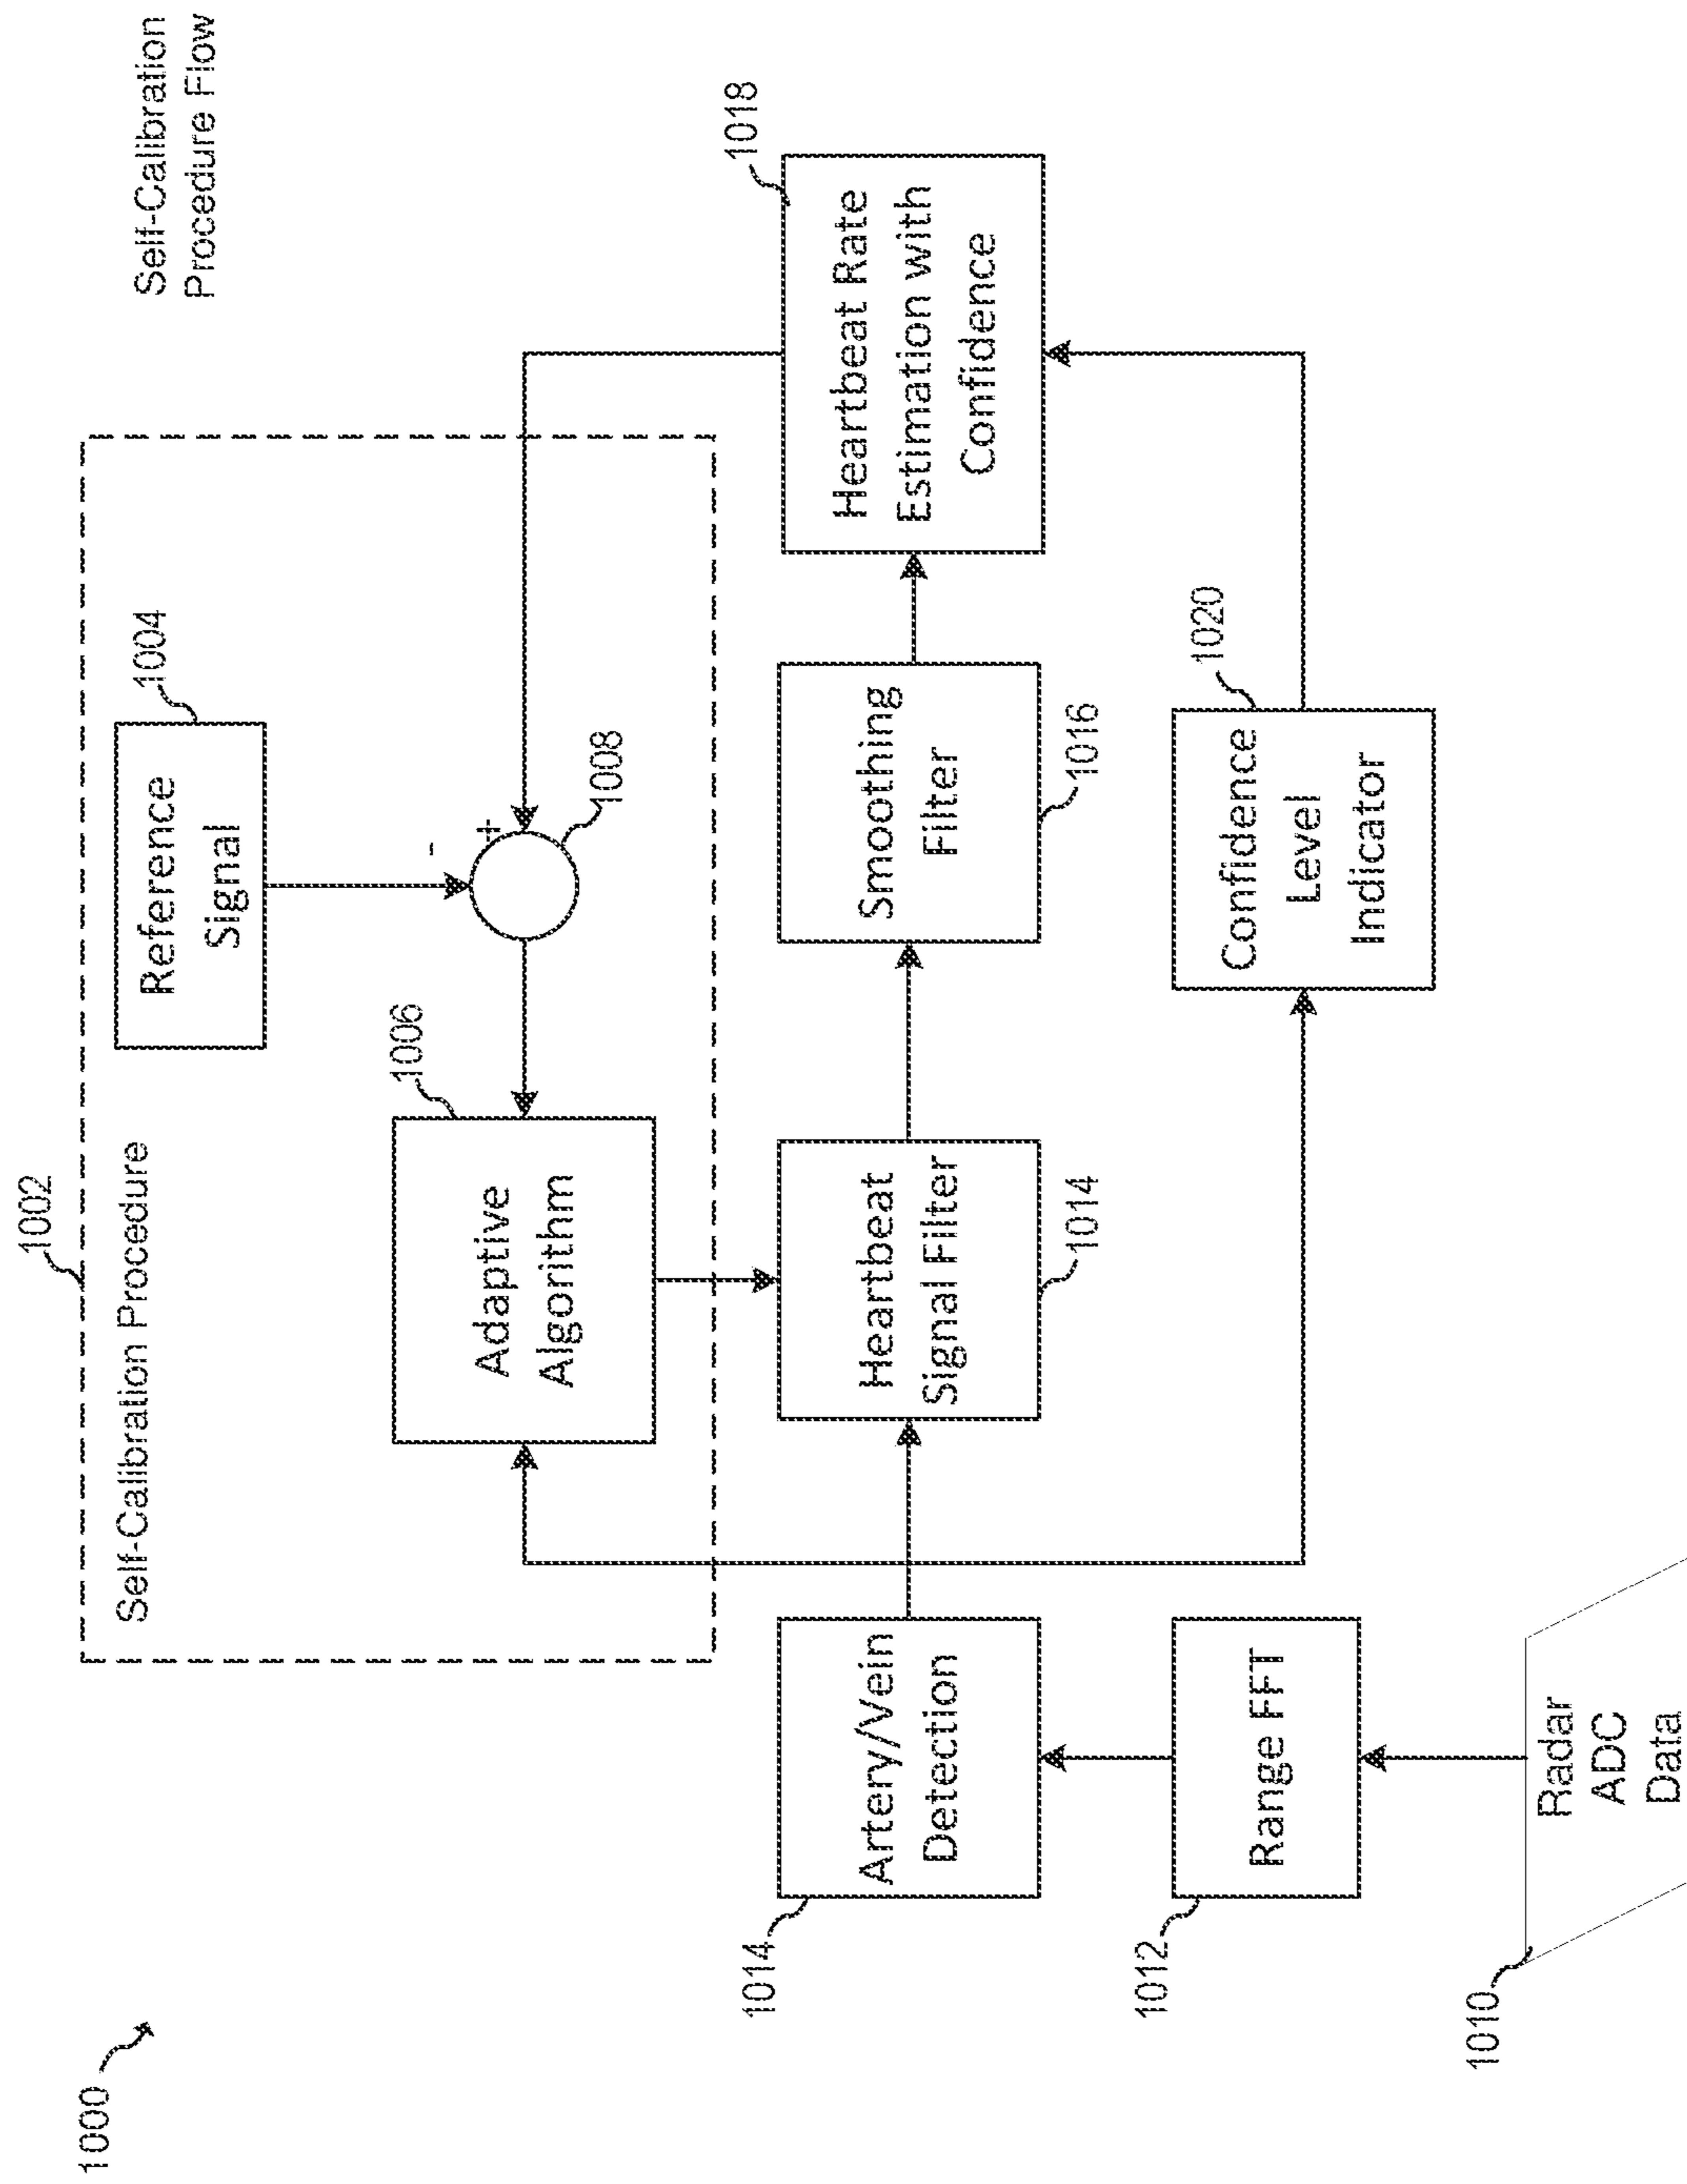 1000
Self-Calibration
Procedure Flow
1002
Self-Calibration Procedure
Reference
Signal
1004
Adaptive
Algorithm
1006
-
+
1008
1014
Artery/Vein
Detection
Heartbeat
Signal Filter
1014
Smoothing
Filter
1016
Heartbeat Rate
Estimation with
Confidence
1018
1012
Range FFT
Confidence
Level
Indicator
1020
1010
Radar
ADC
Data